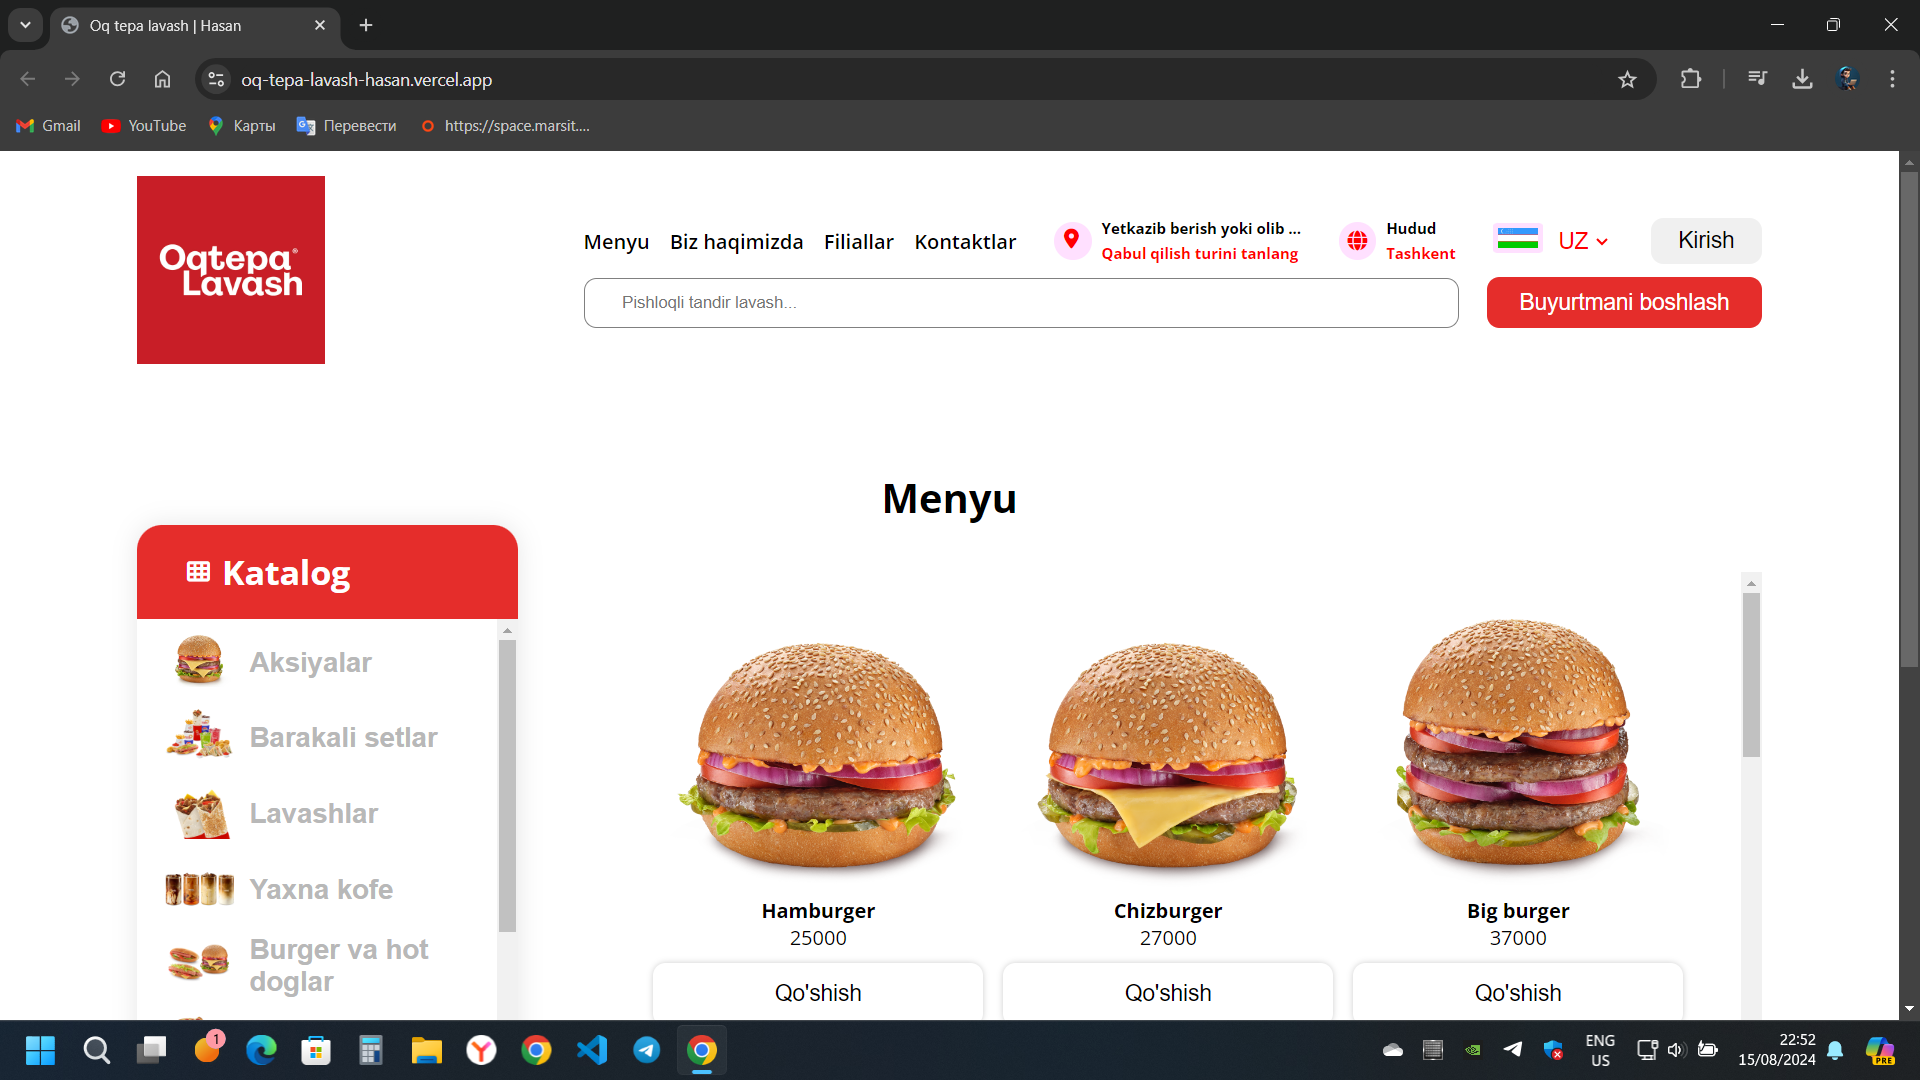 Oq tepa lavash | Hasan
oq-tepa-lavash-hasan.vercel.app
Gmail
YouTube
Карты
Перевести
https://space.marsit....
Oqtepa®
Lavash
Menyu
Biz haqimizda
Filiallar
Kontaktlar
Yetkazib berish yoki olib ...
Qabul qilish turini tanlang
Hudud
Tashkent
UZ
Kirish
Pishloqli tandir lavash...
Buyurtmani boshlash
Menyu
Katalog
Aksiyalar
Barakali setlar
Lavashlar
Yaxna kofe
Burger va hot
doglar
Hamburger
25000
Qo'shish
Chizburger
27000
Qo'shish
Big burger
37000
Qo'shish
1
ENG
US
22:52
15/08/2024
PRE